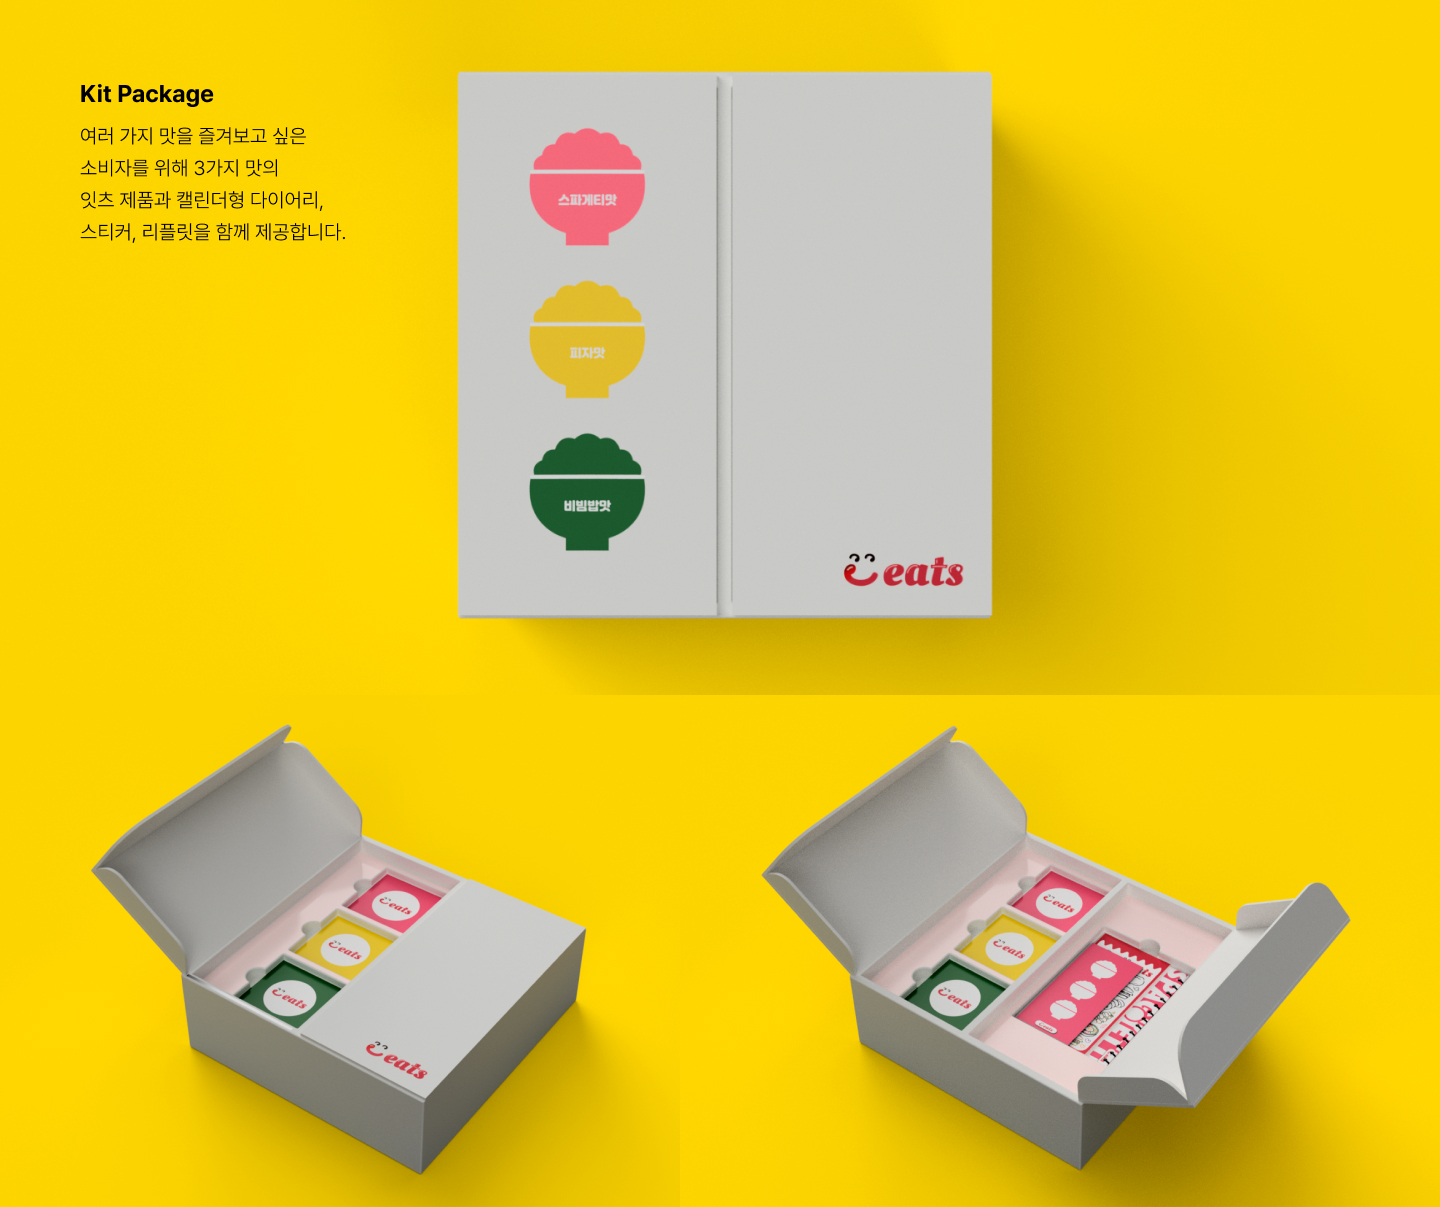 Kit Package
여러 가지 맛을 즐겨보고 싶은
소비자를 위해 3가지 맛의
잇츠 제품과 캘린더형 다이어리,
스티커, 리플릿을 함께 제공합니다.
스파게티맛
피자맛
비빔밥맛
eats
eats
eats
eats
eats
eats
eats
eats